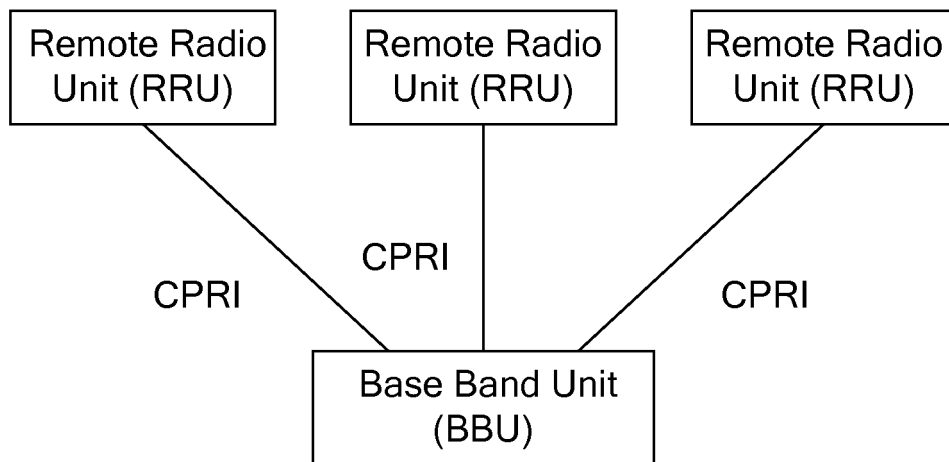 Remote Radio
Unit (RRU)
Remote Radio
Unit (RRU)
Remote Radio
Unit (RRU)
CPRI
CPRI
CPRI
Base Band Unit
(BBU)